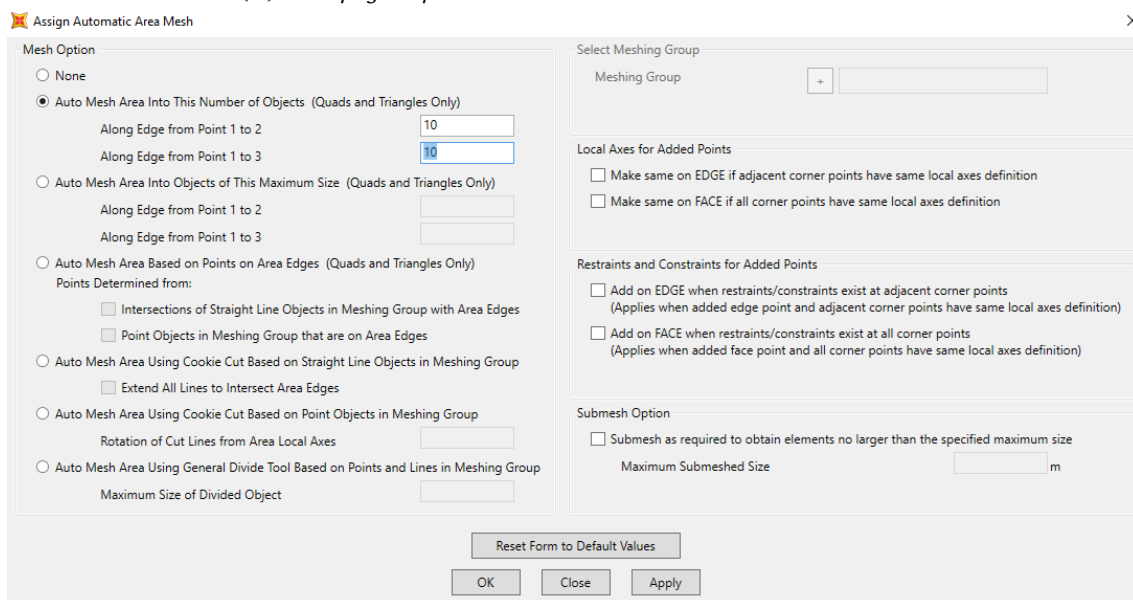 Assign Automatic Area Mesh
Mesh Option
None
Auto Mesh Area Into This Number of Objects (Quads and Triangles Only)
Along Edge from Point 1 to 2
10
Along Edge from Point 1 to 3
10
Auto Mesh Area Into Objects of This Maximum Size (Quads and Triangles Only)
Along Edge from Point 1 to 2
Along Edge from Point 1 to 3
Auto Mesh Area Based on Points on Area Edges (Quads and Triangles Only)
Points Determined from:
Intersections of Straight Line Objects in Meshing Group with Area Edges
Point Objects in Meshing Group that are on Area Edges
Auto Mesh Area Using Cookie Cut Based on Straight Line Objects in Meshing Group
Extend All Lines to Intersect Area Edges
Auto Mesh Area Using Cookie Cut Based on Point Objects in Meshing Group
Rotation of Cut Lines from Area Local Axes
Auto Mesh Area Using General Divide Tool Based on Points and Lines in Meshing Group
Maximum Size of Divided Object
Select Meshing Group
Meshing Group
+
Local Axes for Added Points
Make same on EDGE if adjacent corner points have same local axes definition
Make same on FACE if all corner points have same local axes definition
Restraints and Constraints for Added Points
Add on EDGE when restraints/constraints exist at adjacent corner points
(Applies when added edge point and adjacent corner points have same local axes definition)
Add on FACE when restraints/constraints exist at all corner points
(Applies when added face point and all corner points have same local axes definition)
Submesh Option
Submesh as required to obtain elements no larger than the specified maximum size
Maximum Submeshed Size
m
Reset Form to Default Values
OK
Close
Apply